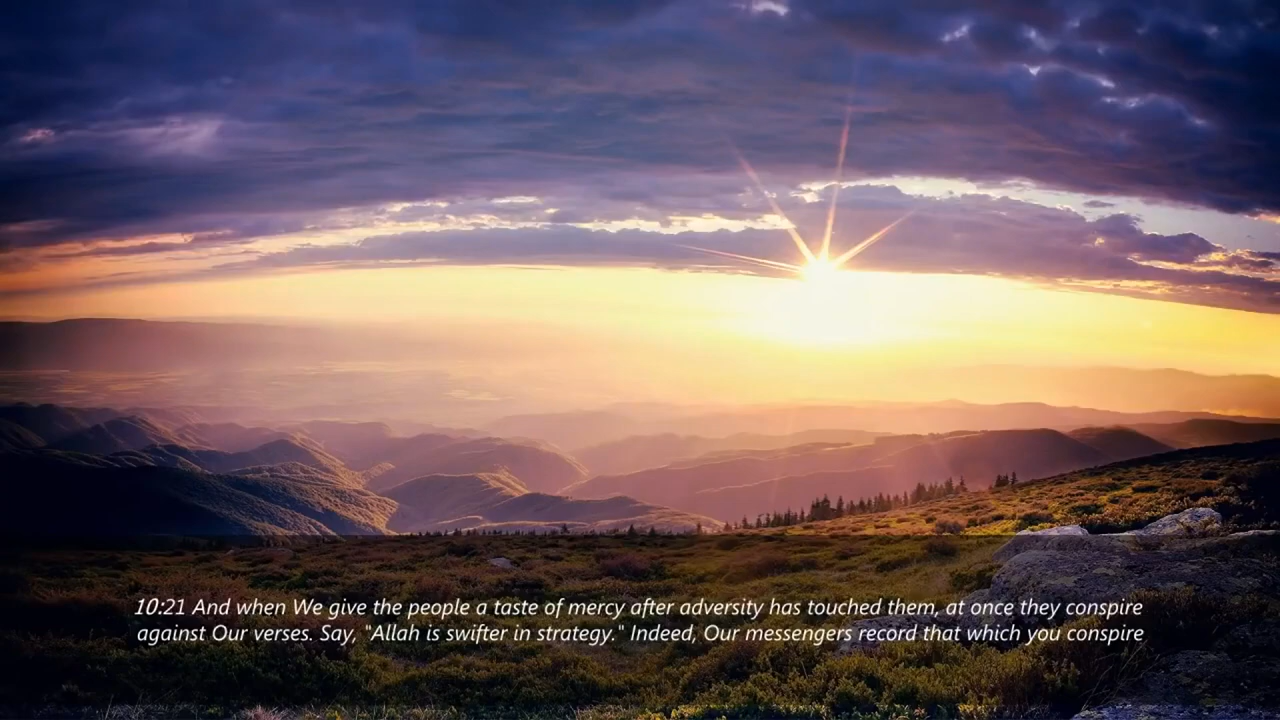 10:21 And when We give the people a taste of mercy after adversity has touched them, at once they conspire
against Our verses. Say, "Allah is swifter in strategy." Indeed, Our messengers record that which you conspire